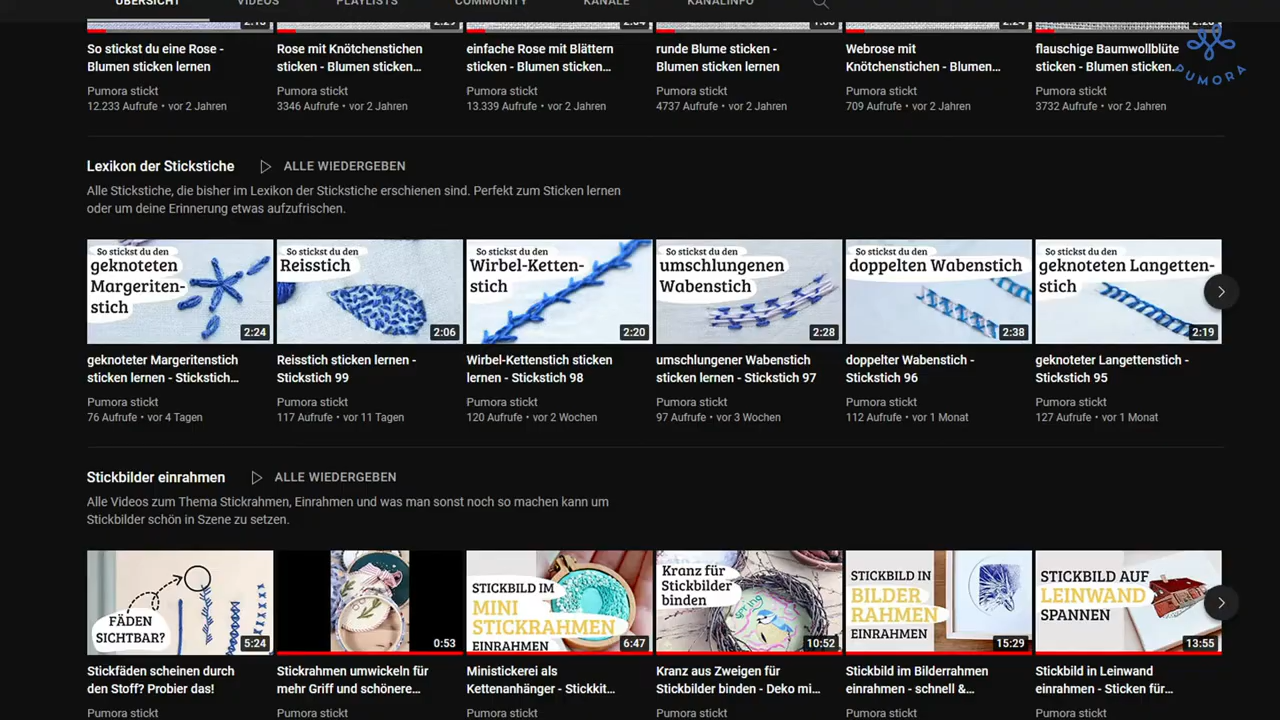 ÜBERSICHT VIDEOS PLAYLISTS COMMUNITY KANÄLE KANALINFO
So stickst du eine Rose -
Blumen sticken lernen
Pumora stickt
12.233 Aufrufe • vor 2 Jahren
Rose mit Knötchenstichen
sticken - Blumen sticken...
Pumora stickt
3346 Aufrufe • vor 2 Jahren
einfache Rose mit Blättern
sticken - Blumen sticken...
Pumora stickt
13.339 Aufrufe • vor 2 Jahren
runde Blume sticken -
Blumen sticken lernen
Pumora stickt
4737 Aufrufe • vor 2 Jahren
Webrose mit
Knötchenstichen - Blumen...
Pumora stickt
709 Aufrufe • vor 2 Jahren
flauschige Baumwollblüte
sticken - Blumen sticken...
Pumora stickt
3732 Aufrufe • vor 2 Jahren
PUMORA
Lexikon der Stickstiche
ALLE WIEDERGEBEN
Alle Stickstiche, die bisher im Lexikon der Stickstiche erschienen sind. Perfekt zum Sticken lernen
oder um deine Erinnerung etwas aufzufrischen.
So stickst du den
geknoteten
Margeriten-
stich
2:24
geknoteter Margeritenstich
sticken lernen - Stickstich...
Pumora stickt
76 Aufrufe • vor 4 Tagen
So stickst du den
Reisstich
2:06
Reisstich sticken lernen -
Stickstich 99
Pumora stickt
117 Aufrufe • vor 11 Tagen
So stickst du den
Wirbel-Ketten-
stich
2:20
Wirbel-Kettenstich sticken
lernen - Stickstich 98
Pumora stickt
120 Aufrufe • vor 2 Wochen
So stickst du den
umschlungenen
Wabenstich
2:28
umschlungener Wabenstich
sticken lernen - Stickstich 97
Pumora stickt
97 Aufrufe • vor 3 Wochen
So stickst du den
doppelten Wabenstich
2:38
doppelter Wabenstich -
Stickstich 96
Pumora stickt
112 Aufrufe • vor 1 Monat
So stickst du den
geknoteten Langetten-
stich
2:19
geknoteter Langettenstich -
Stickstich 95
Pumora stickt
127 Aufrufe • vor 1 Monat
Stickbilder einrahmen
ALLE WIEDERGEBEN
Alle Videos zum Thema Stickrahmen, Einrahmen und was man sonst noch so machen kann um
Stickbilder schön in Szene zu setzen.
FÄDEN
SICHTBAR?
5:24
Stickfäden scheinen durch
den Stoff? Probier das!
Pumora stickt
0:53
Stickrahmen umwickeln für
mehr Griff und schönere...
Pumora stickt
STICKBILD IM
MINI
STICKRAHMEN
EINRAHMEN
6:47
Ministickerei als
Kettenanhänger - Stickkit...
Pumora stickt
Kranz für
Stickbilder
binden
10:52
Kranz aus Zweigen für
Stickbilder binden - Deko mi...
Pumora stickt
STICKBILD IN
BILDER
RAHMEN
EINRAHMEN
15:29
Stickbild im Bilderrahmen
einrahmen - schnell &...
Pumora stickt
STICKBILD AUF
LEINWAND
SPANNEN
13:55
Stickbild in Leinwand
einrahmen - Sticken für...
Pumora stickt